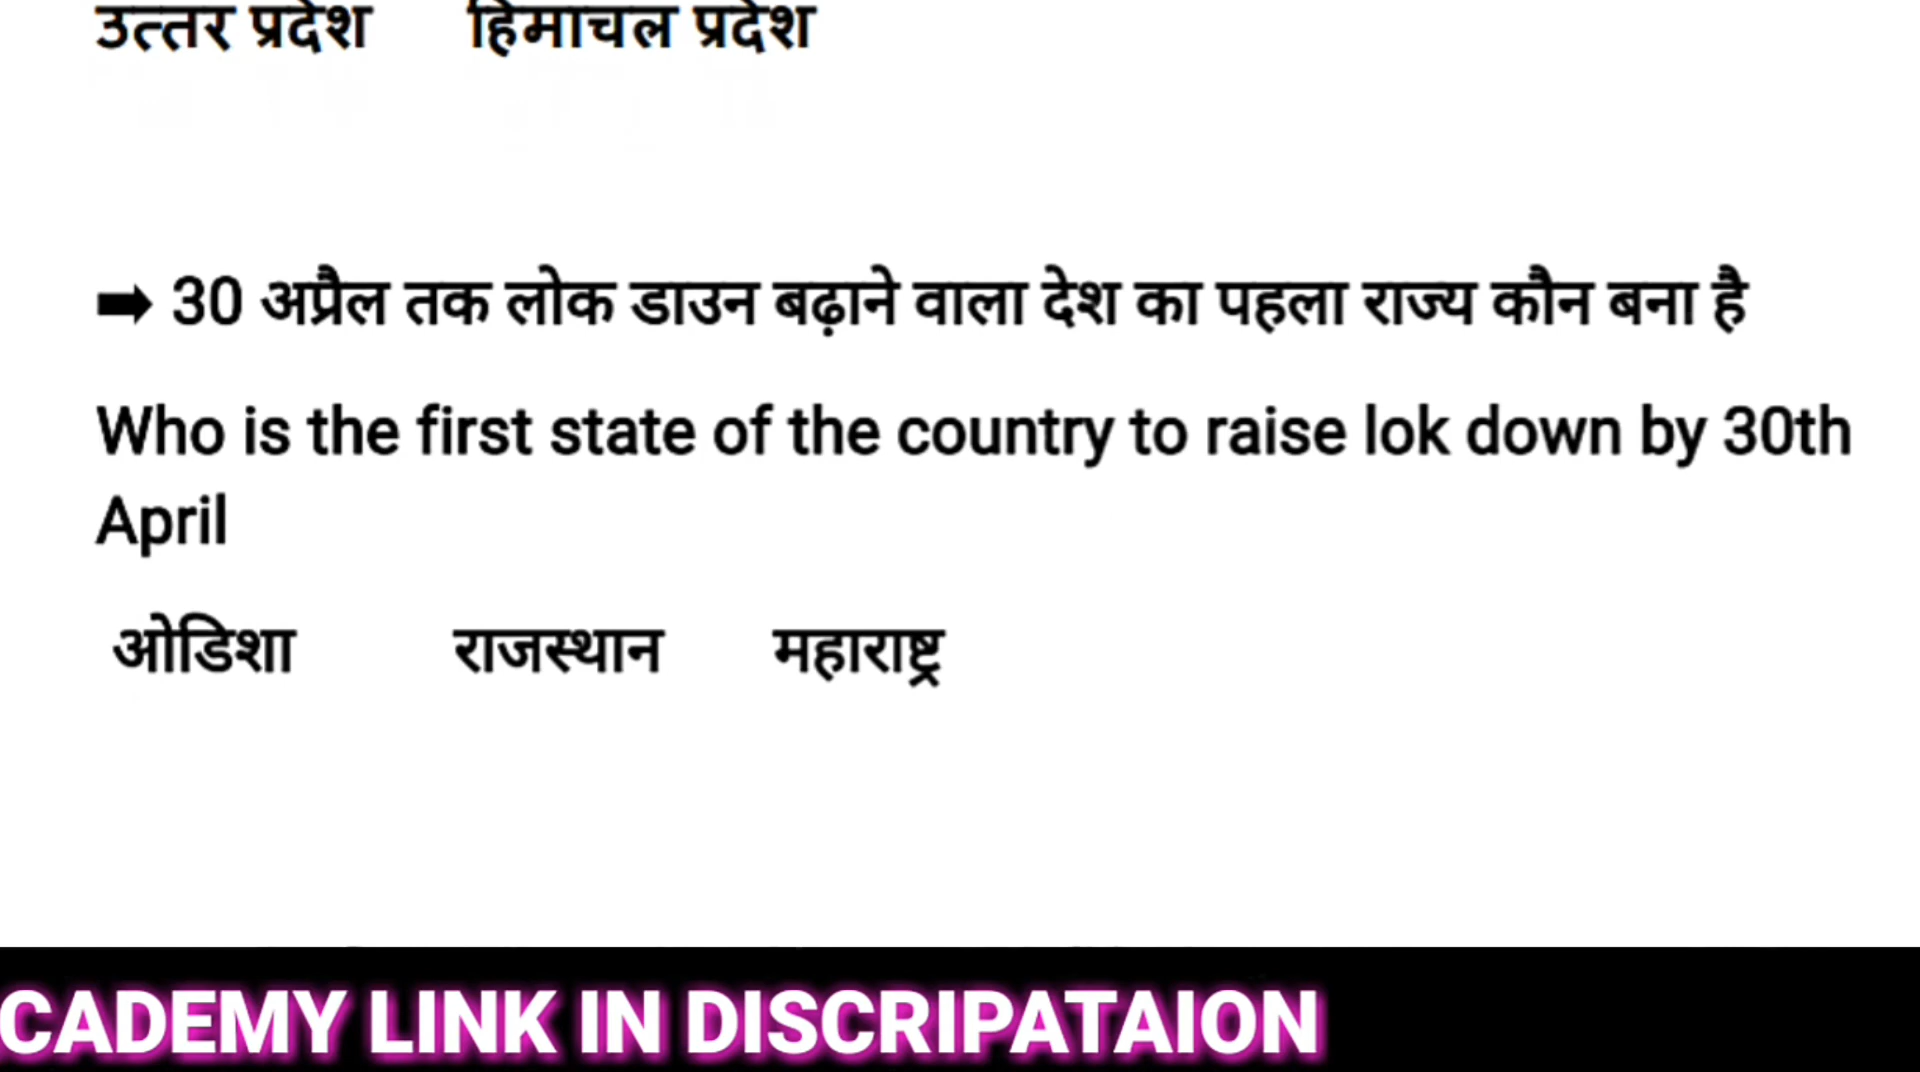 उत्तर प्रदेश हिमाचल प्रदेश
➡ 30 अप्रैल तक लोक डाउन बढ़ाने वाला देश का पहला राज्य कौन बना है
Who is the first state of the country to raise lok down by 30th
April
ओडिशा राजस्थान महाराष्ट्र
CADEMY LINK IN DISCRIPATAION